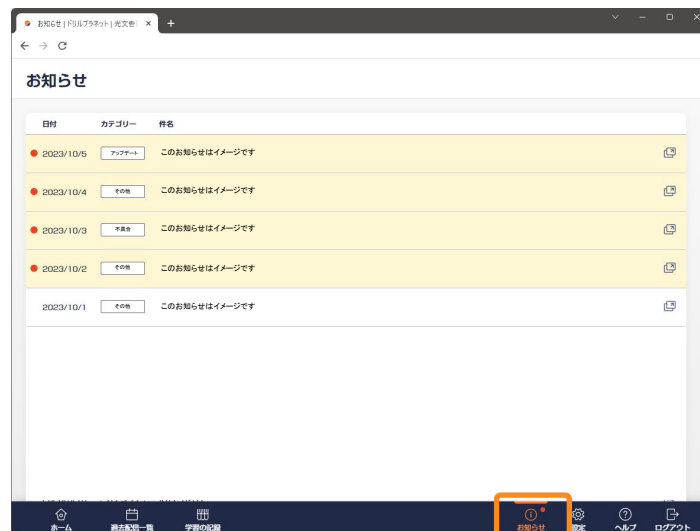 お知らせ | ドリルプラネット | 光文書
お知らせ
日付 カテゴリー 件名
2023/10/5 アップデート このお知らせはイメージです
2023/10/4 その他 このお知らせはイメージです
2023/10/3 不具合 このお知らせはイメージです
2023/10/2 その他 このお知らせはイメージです
2023/10/1 その他 このお知らせはイメージです
ホーム 過去配信一覧 学習の記録 お知らせ 設定 ヘルプ ログアウト